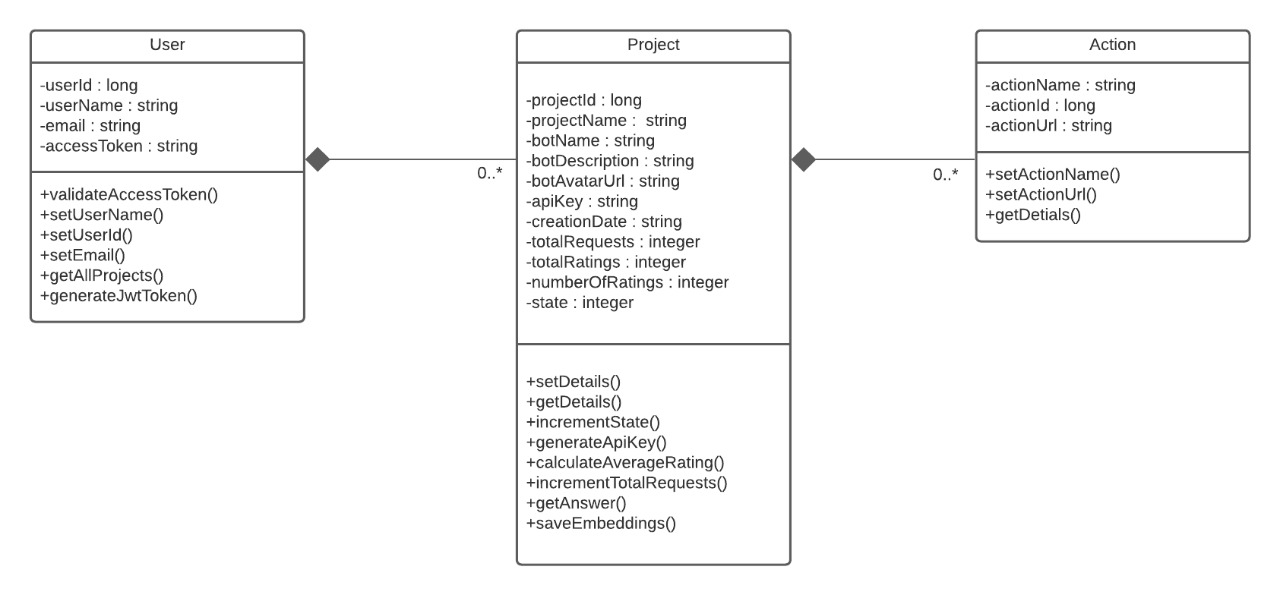 User
-userId : long
-userName : string
-email : string
-accessToken : string
+validateAccessToken()
+setUserName()
+setUserId()
+setEmail()
+getAllProjects()
+generateJwtToken()
0..*
Project
-projectId : long
-projectName :  string
-botName : string
-botDescription : string
-botAvatarUrl : string
-apiKey : string
-creationDate : string
-totalRequests : integer
-totalRatings : integer
-numberOfRatings : integer
-state : integer
+setDetails()
+getDetails()
+incrementState()
+generateApiKey()
+calculateAverageRating()
+incrementTotalRequests()
+getAnswer()
+saveEmbeddings()
0..*
Action
-actionName : string
-actionId : long
-actionUrl : string
+setActionName()
+setActionUrl()
+getDetials()